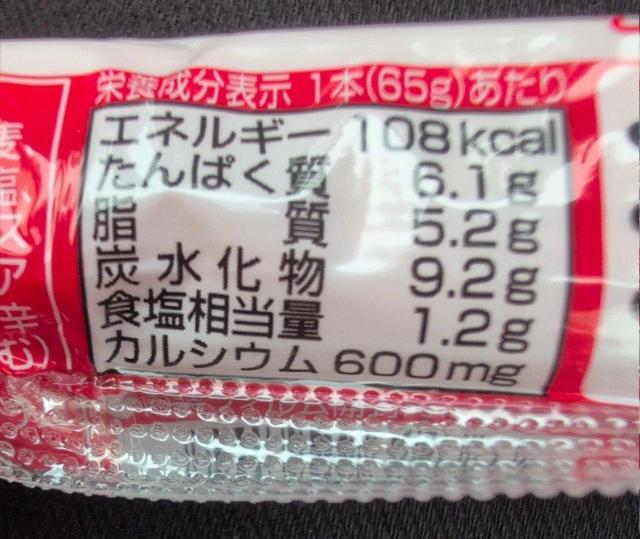 栄養成分表示 1本(65g)あたり
エネルギー 108kcal
たんぱく質 6.1g
脂質 5.2g
炭水化物 9.2g
食塩相当量 1.2g
カルシウム 600mg